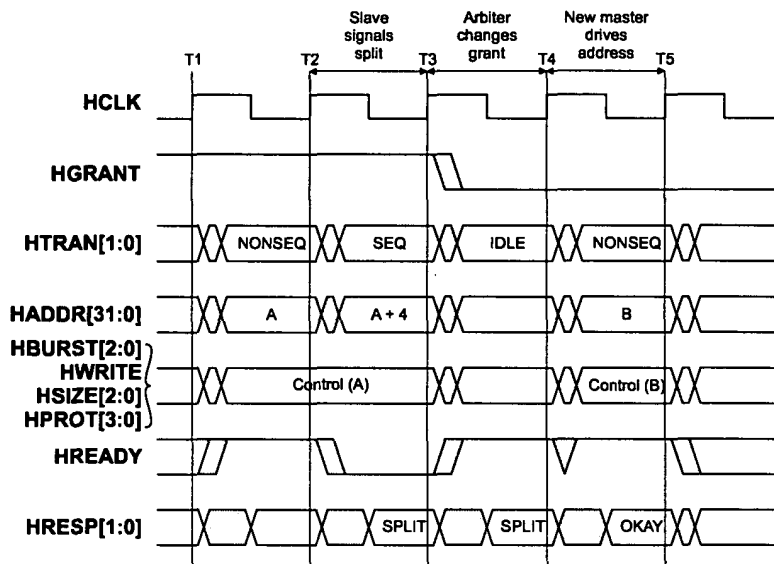 Slave signals split
Arbiter changes grant
New master drives address
T1 T2 T3 T4 T5
HCLK
HGRANT
HTRAN[1:0] NONSEQ SEQ IDLE NONSEQ
HADDR[31:0] A A + 4 B
HBURST[2:0]
HWRITE
HSIZE[2:0]
HPROT[3:0]
Control (A) Control (B)
HREADY
HRESP[1:0] SPLIT SPLIT OKAY